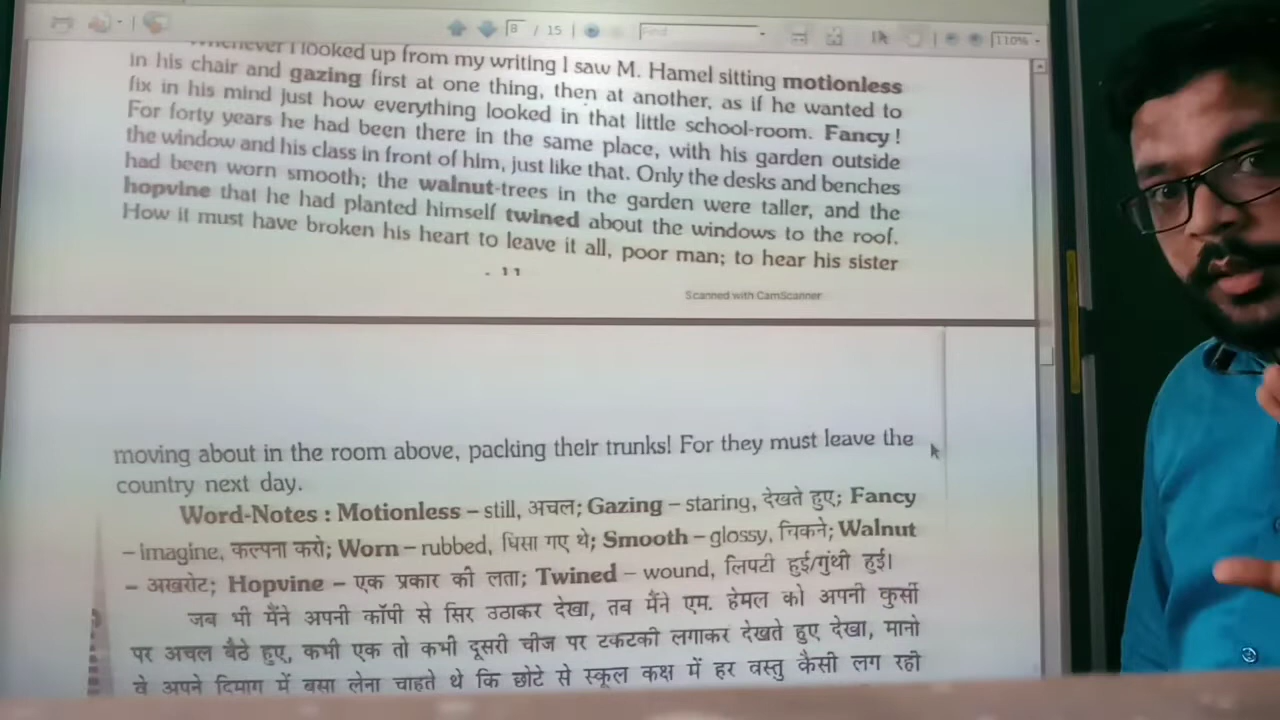 8 / 15
Find
110%
Whenever I looked up from my writing I saw M. Hamel sitting motionless
in his chair and gazing first at one thing, then at another, as if he wanted to
fix in his mind just how everything looked in that little school-room. Fancy !
For forty years he had been there in the same place, with his garden outside
the window and his class in front of him, just like that. Only the desks and benches
had been worn smooth; the walnut-trees in the garden were taller, and the
hopvine that he had planted himself twined about the windows to the roof.
How it must have broken his heart to leave it all, poor man; to hear his sister
. 11
Scanned with CamScanner
moving about in the room above, packing their trunks! For they must leave the
country next day.
Word-Notes : Motionless – still, अचल; Gazing – staring, देखते हुए; Fancy
– imagine, कल्पना करो; Worn – rubbed, घिसा गए थे; Smooth – glossy, चिकने; Walnut
– अखरोट; Hopvine – एक प्रकार की लता; Twined – wound, लिपटी हुई/गुंथी हुई।
जब भी मैंने अपनी कॉपी से सिर उठाकर देखा, तब मैंने एम. हेमल को अपनी कुर्सी
पर अचल बैठे हुए, कभी एक तो कभी दूसरी चीज पर टकटकी लगाकर देखते हुए देखा, मानो
वे अपने दिमाग में बसा लेना चाहते थे कि छोटे से स्कूल कक्ष में हर वस्तु कैसी लग रही